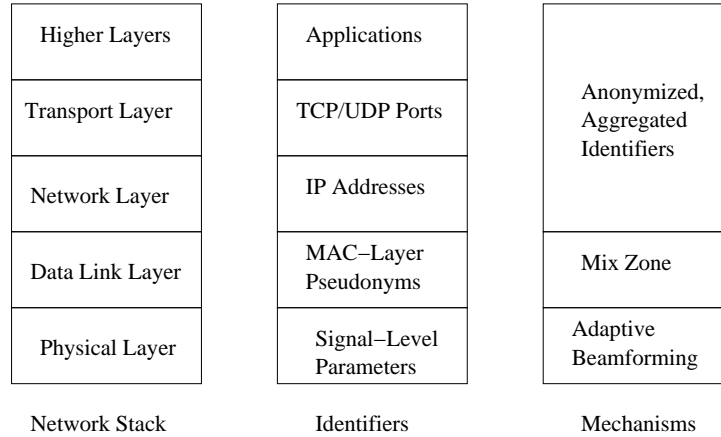 Higher Layers
Transport Layer
Network Layer
Data Link Layer
Physical Layer
Network Stack
Applications
TCP/UDP Ports
IP Addresses
MAC−Layer
Pseudonyms
Signal−Level
Parameters
Identifiers
Anonymized,
Aggregated
Identifiers
Mix Zone
Adaptive
Beamforming
Mechanisms